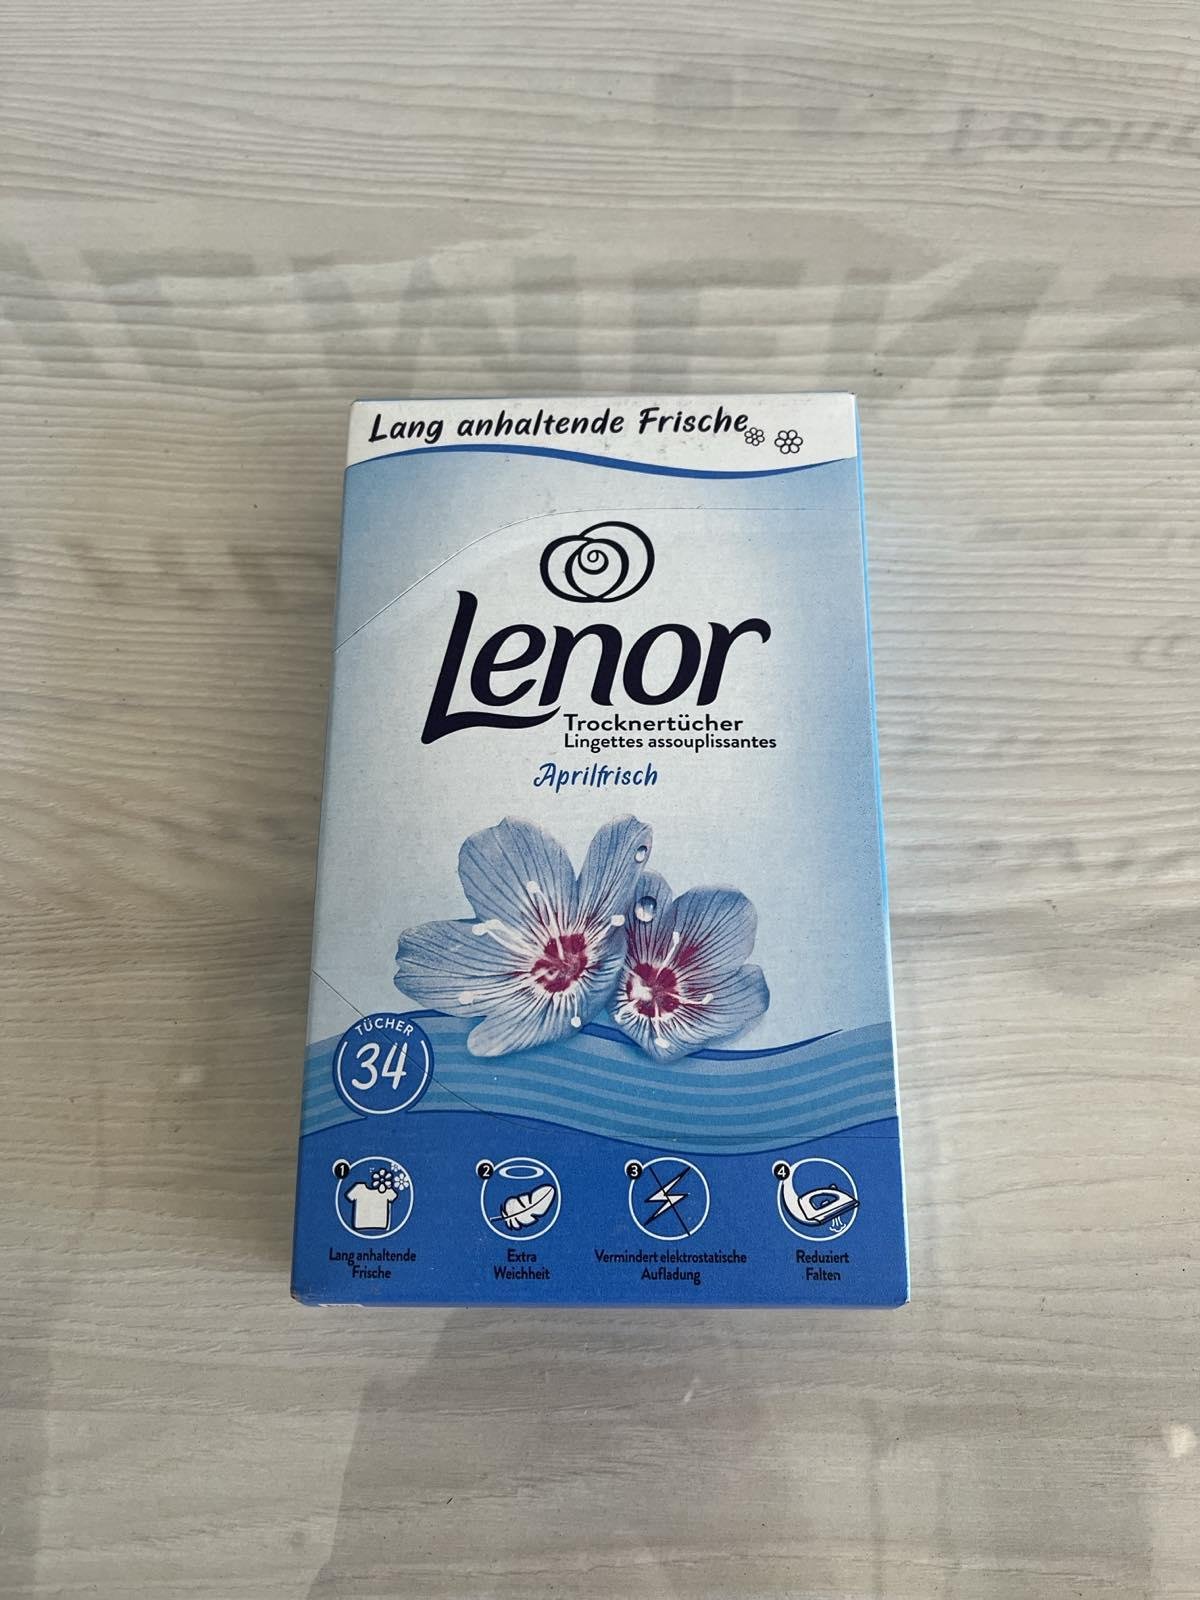 Lang anhaltende Frische
Lenor
Trocknertücher
Lingettes assouplissantes
Aprilfrisch
TÜCHER
34
1
Lang anhaltende
Frische
2
Extra
Weichheit
3
Vermindert elektrostatische
Aufladung
4
Reduziert
Falten